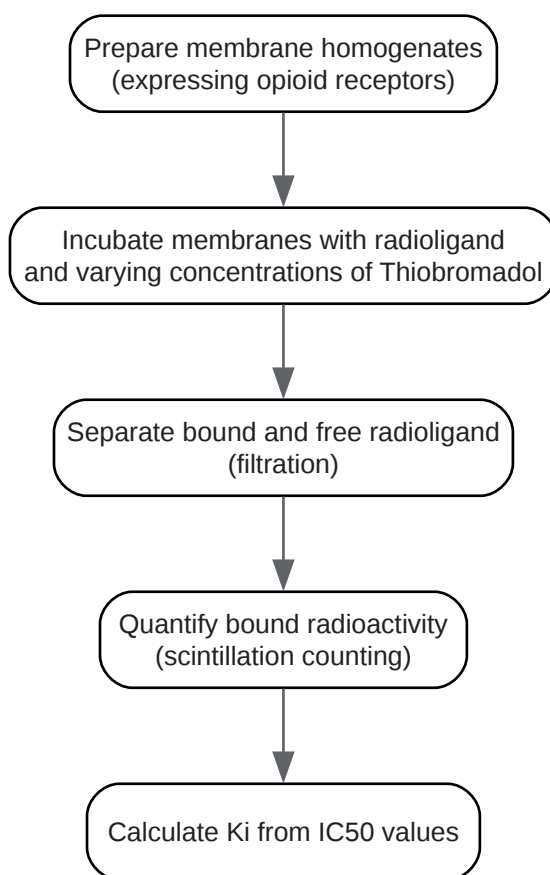 Prepare membrane homogenates
(expressing opioid receptors)
Incubate membranes with radioligand
and varying concentrations of Thiobromadol
Separate bound and free radioligand
(filtration)
Quantify bound radioactivity
(scintillation counting)
Calculate Ki from IC50 values